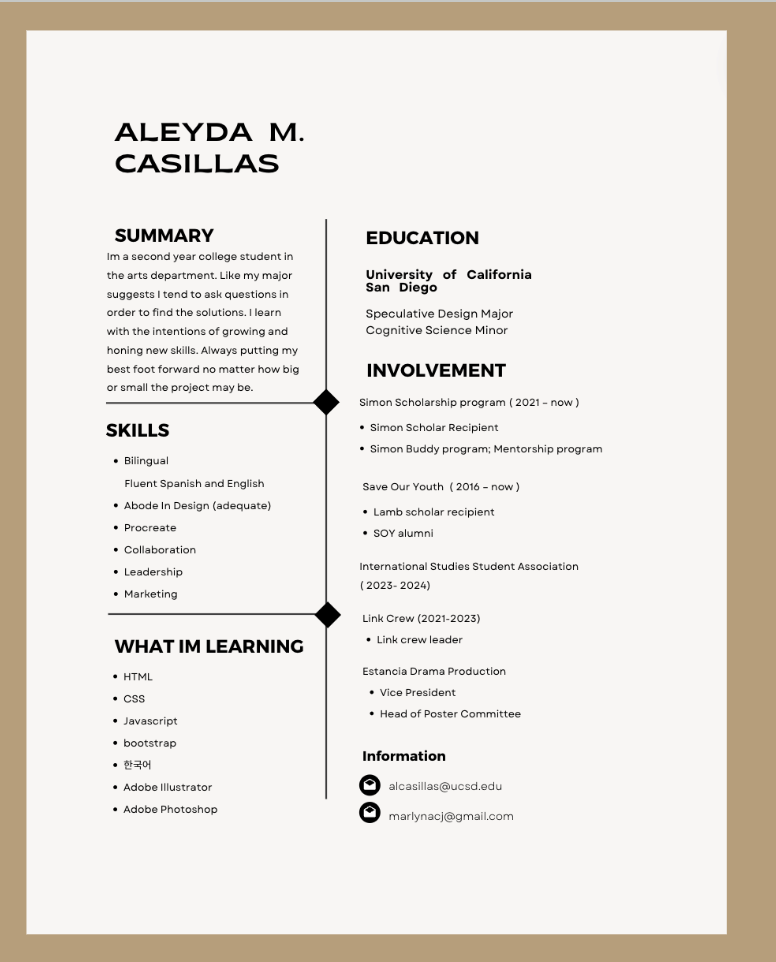 ALEYDA M.
CASILLAS
SUMMARY
Im a second year college student in
the arts department. Like my major
suggests I tend to ask questions in
order to find the solutions. I learn
with the intentions of growing and
honing new skills. Always putting my
best foot forward no matter how big
or small the project may be.
SKILLS
• Bilingual
Fluent Spanish and English
• Abode In Design (adequate)
• Procreate
• Collaboration
• Leadership
• Marketing
WHAT IM LEARNING
• HTML
• CSS
• Javascript
• bootstrap
• 한국어
• Adobe Illustrator
• Adobe Photoshop
EDUCATION
University of California
San Diego
Speculative Design Major
Cognitive Science Minor
INVOLVEMENT
Simon Scholarship program ( 2021 – now )
• Simon Scholar Recipient
• Simon Buddy program; Mentorship program
Save Our Youth ( 2016 – now )
• Lamb scholar recipient
• SOY alumni
International Studies Student Association
( 2023- 2024)
Link Crew (2021-2023)
• Link crew leader
Estancia Drama Production
• Vice President
• Head of Poster Committee
Information
alcasillas@ucsd.edu
marlynacj@gmail.com